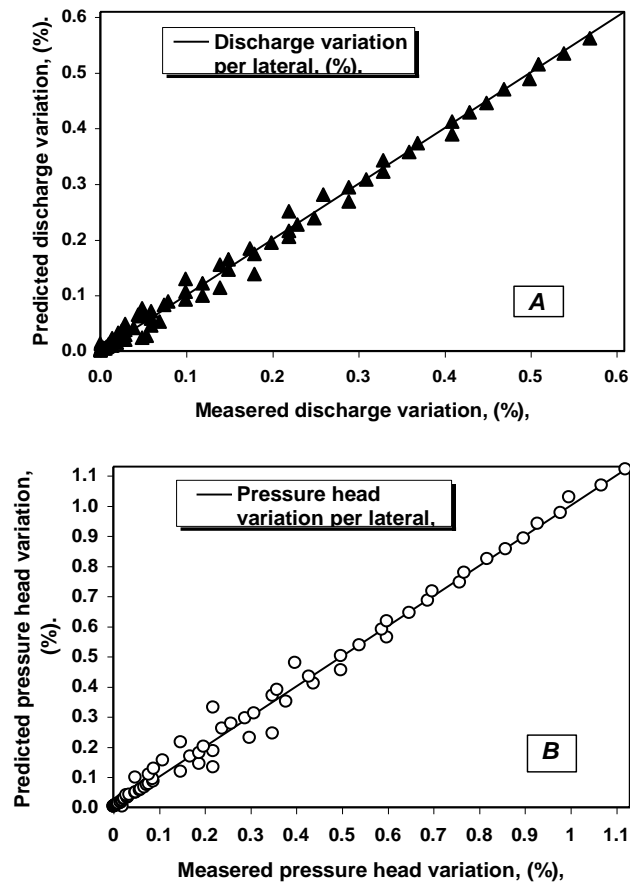 0.6
0.5
0.4
0.3
0.2
0.1
0.0
Predicted discharge variation, (%).
Discharge variation
per lateral, (%).
A
0.0 0.1 0.2 0.3 0.4 0.5 0.6
Measered discharge variation, (%),
1.1
1.0
0.9
0.8
0.7
0.6
0.5
0.4
0.3
0.2
0.1
0.0
Predicted pressure head variation,
(%).
Pressure head
variation per lateral,
B
0 0.1 0.2 0.3 0.4 0.5 0.6 0.7 0.8 0.9 1 1.1
Measered pressure head variation, (%),